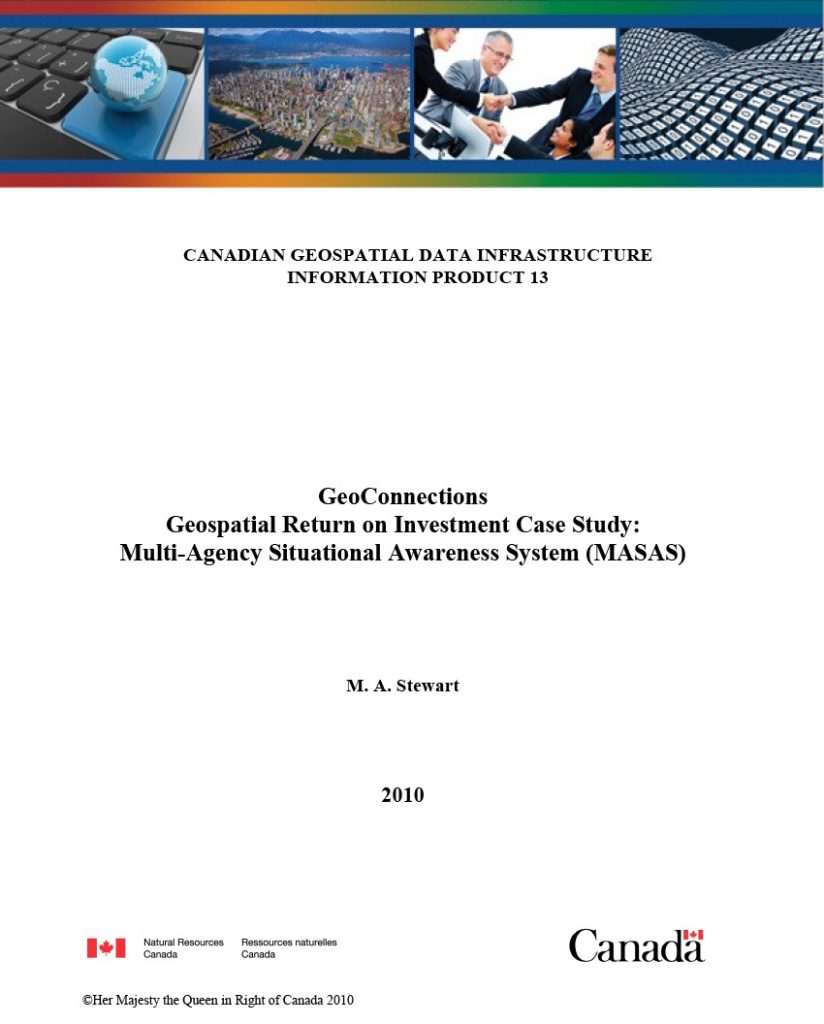 CANADIAN GEOSPATIAL DATA INFRASTRUCTURE
INFORMATION PRODUCT 13
GeoConnections
Geospatial Return on Investment Case Study:
Multi-Agency Situational Awareness System (MASAS)
M. A. Stewart
2010
Natural Resources
Canada
Ressources naturelles
Canada
Canada
©Her Majesty the Queen in Right of Canada 2010